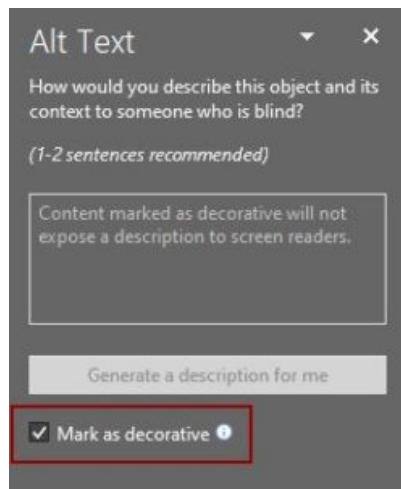 Alt Text
How would you describe this object and its
context to someone who is blind?
(1-2 sentences recommended)
Content marked as decorative will not
expose a description to screen readers.
Generate a description for me
Mark as decorative